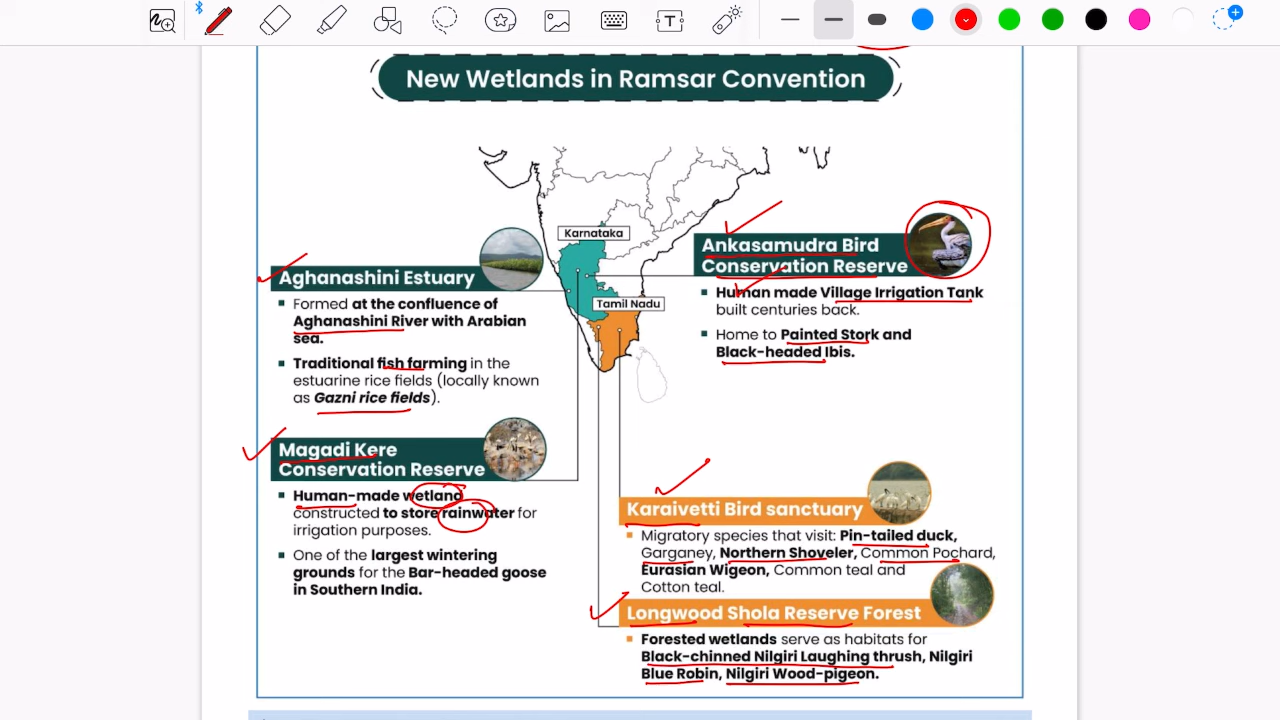 New Wetlands in Ramsar Convention
Karnataka
Tamil Nadu
Aghanashini Estuary
Formed at the confluence of
Aghanashini River with Arabian
sea.
Traditional fish farming in the
estuarine rice fields (locally known
as Gazni rice fields).
Magadi Kere
Conservation Reserve
Human-made wetland
constructed to store rainwater for
irrigation purposes.
One of the largest wintering
grounds for the Bar-headed goose
in Southern India.
Ankasamudra Bird
Conservation Reserve
Human made Village Irrigation Tank
built centuries back.
Home to Painted Stork and
Black-headed Ibis.
Karaivetti Bird sanctuary
Migratory species that visit: Pin-tailed duck,
Garganey, Northern Shoveler, Common Pochard,
Eurasian Wigeon, Common teal and
Cotton teal.
Longwood Shola Reserve Forest
Forested wetlands serve as habitats for
Black-chinned Nilgiri Laughing thrush, Nilgiri
Blue Robin, Nilgiri Wood-pigeon.